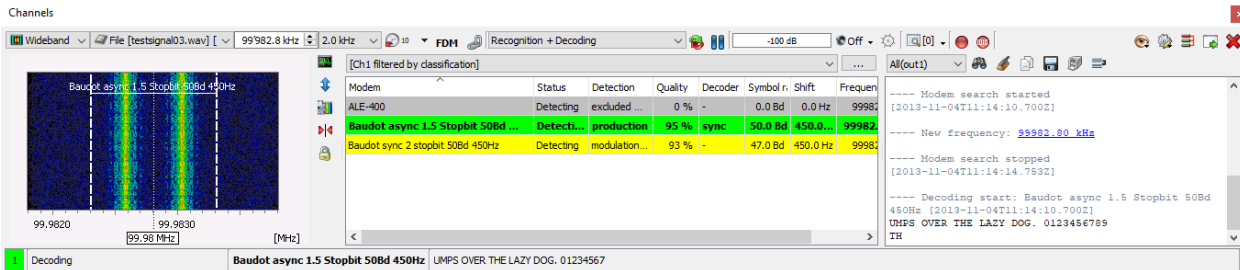 Channels
Wideband File [testsignal03.wav] [ 99'982.8 kHz 2.0 kHz 10 FDM Recognition + Decoding -100 dB Off [0]
[Ch1 filtered by classification] ... All(out1)
Baudot async 1.5 Stopbit 50Bd 450Hz
99.9820 99.9830
99.98 MHz [MHz]
Modem Status Detection Quality Decoder Symbol r Shift Frequen
ALE-400 Detecting excluded ... 0 % - 0.0 Bd 0.0 Hz 99982
Baudot async 1.5 Stopbit 50Bd ... Detecti... production 95 % sync 50.0 Bd 450.0... 99982.
Baudot sync 2 stopbit 50Bd 450Hz Detecting modulation... 93 % - 47.0 Bd 450.0 Hz 99982
---- Modem search started
[2013-11-04T11:14:10.700Z]
---- New frequency: 99982.80 kHz
---- Modem search stopped
[2013-11-04T11:14:14.753Z]
---- Decoding start: Baudot async 1.5 Stopbit 50Bd
450Hz [2013-11-04T11:14:10.700Z]
UMPS OVER THE LAZY DOG. 0123456789
TH
1 Decoding Baudot async 1.5 Stopbit 50Bd 450Hz UMPS OVER THE LAZY DOG. 01234567